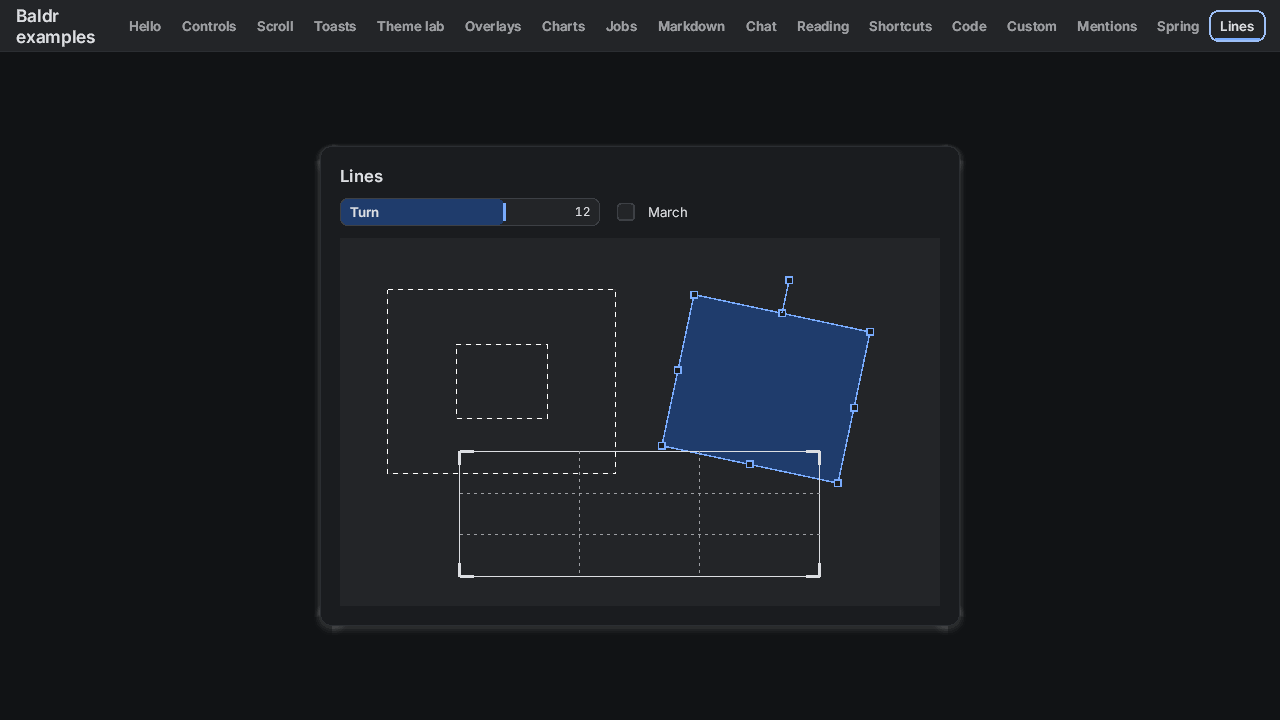 Baldr
examples
Hello Controls Scroll Toasts Theme lab Overlays Charts Jobs Markdown Chat Reading Shortcuts Code Custom Mentions Spring Lines
Lines
Turn 12 March